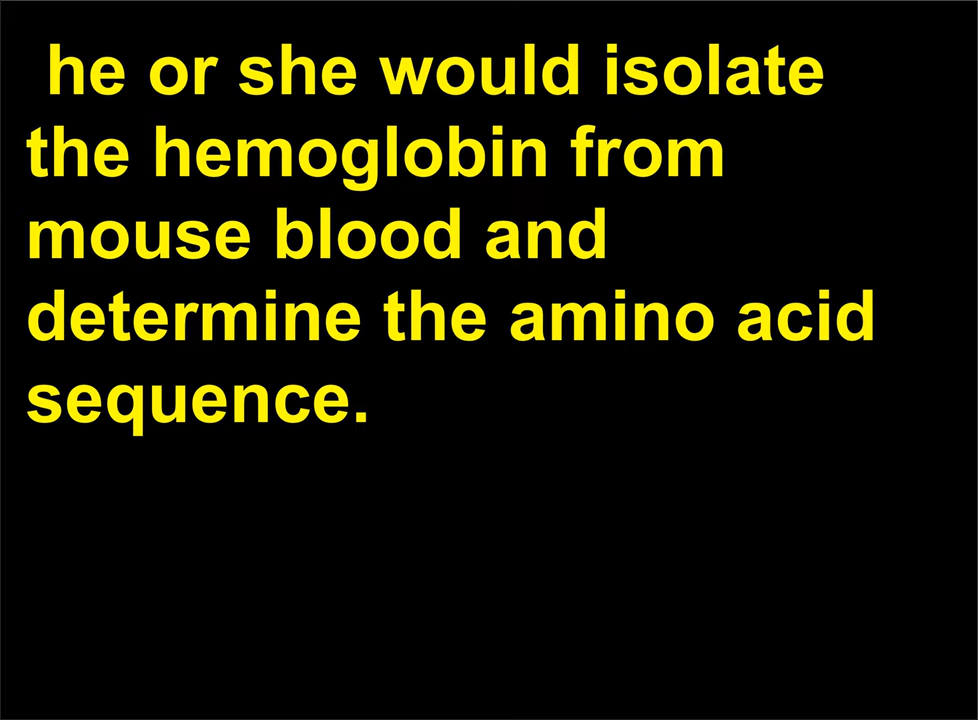 he or she would isolate
the hemoglobin from
mouse blood and
determine the amino acid
sequence.